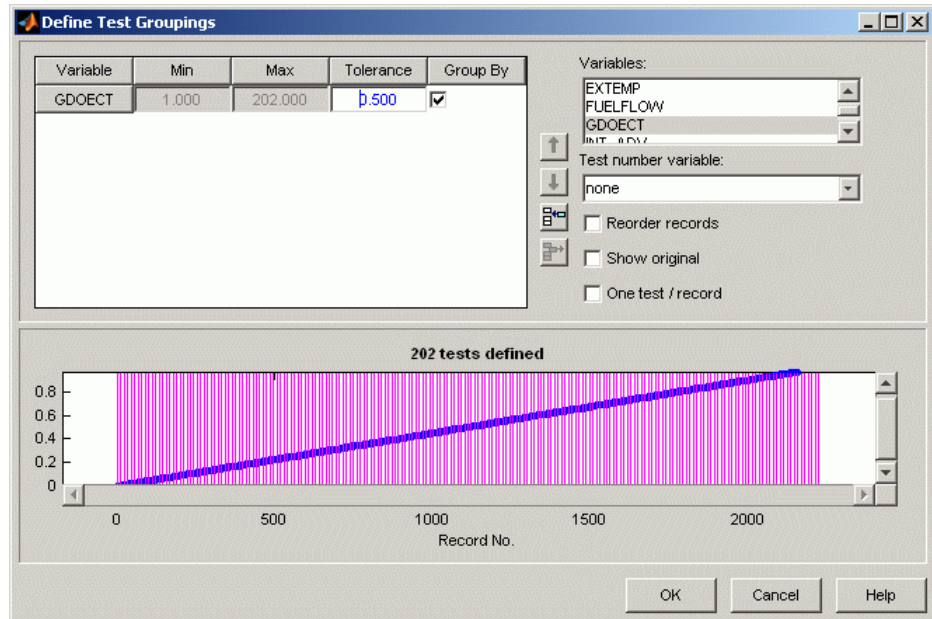 Define Test Groupings
Variable Min Max Tolerance Group By
GDOECT 1.000 202.000 0.500
Variables:
EXTEMP
FUELFLOW
GDOECT
Test number variable:
none
Reorder records
Show original
One test / record
202 tests defined
0.8
0.6
0.4
0.2
0
0 500 1000 1500 2000
Record No.
OK Cancel Help